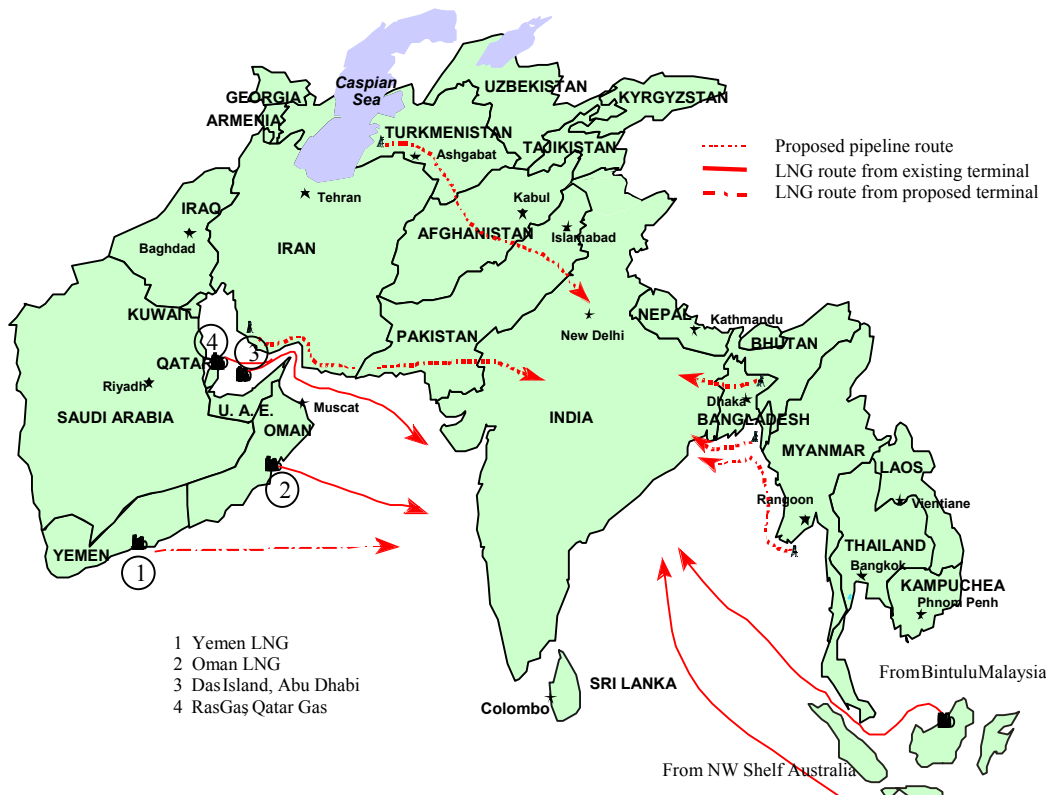 Caspian
Sea
UZBEKISTAN
GEORGIA
KYRGYZSTAN
ARMENIA
TURKMENISTAN
TAJIKISTAN
Ashgabat
Proposed pipeline route
LNG route from existing terminal
LNG route from proposed terminal
Tehran
Kabul
IRAQ
AFGHANISTAN
Islamabad
Baghdad
IRAN
KUWAIT
NEPAL
Kathmandu
PAKISTAN
New Delhi
BHUTAN
4
3
QATAR
Riyadh
Dhaka
SAUDI ARABIA
U. A. E.
Muscat
INDIA
BANGLADESH
OMAN
MYANMAR
LAOS
2
Rangoon
Vientiane
YEMEN
THAILAND
Bangkok
1
KAMPUCHEA
Phnom Penh
1 Yemen LNG
2 Oman LNG
3 Das Island, Abu Dhabi
4 RasGas, Qatar Gas
SRI LANKA
Colombo
From Bintulu Malaysia
From NW Shelf Australia